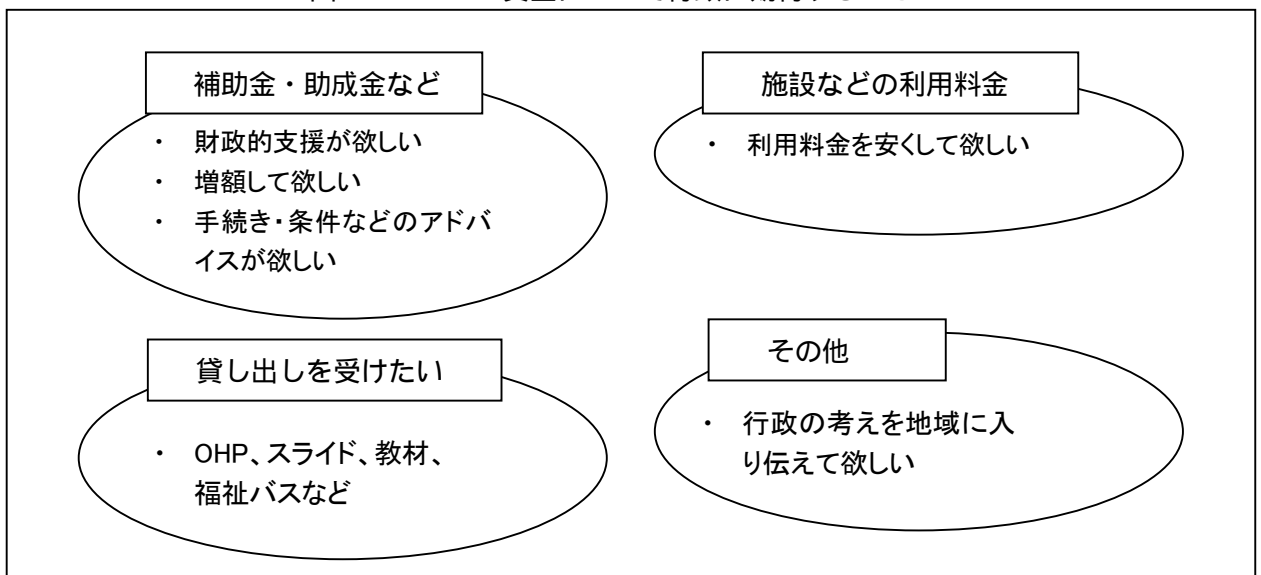 補助金・助成金など
・ 財政的支援が欲しい
・ 増額して欲しい
・ 手続き・条件などのアドバ
イスが欲しい
施設などの利用料金
・ 利用料金を安くして欲しい
貸し出しを受けたい
・ OHP、スライド、教材、
福祉バスなど
その他
・ 行政の考えを地域に入
り伝えて欲しい